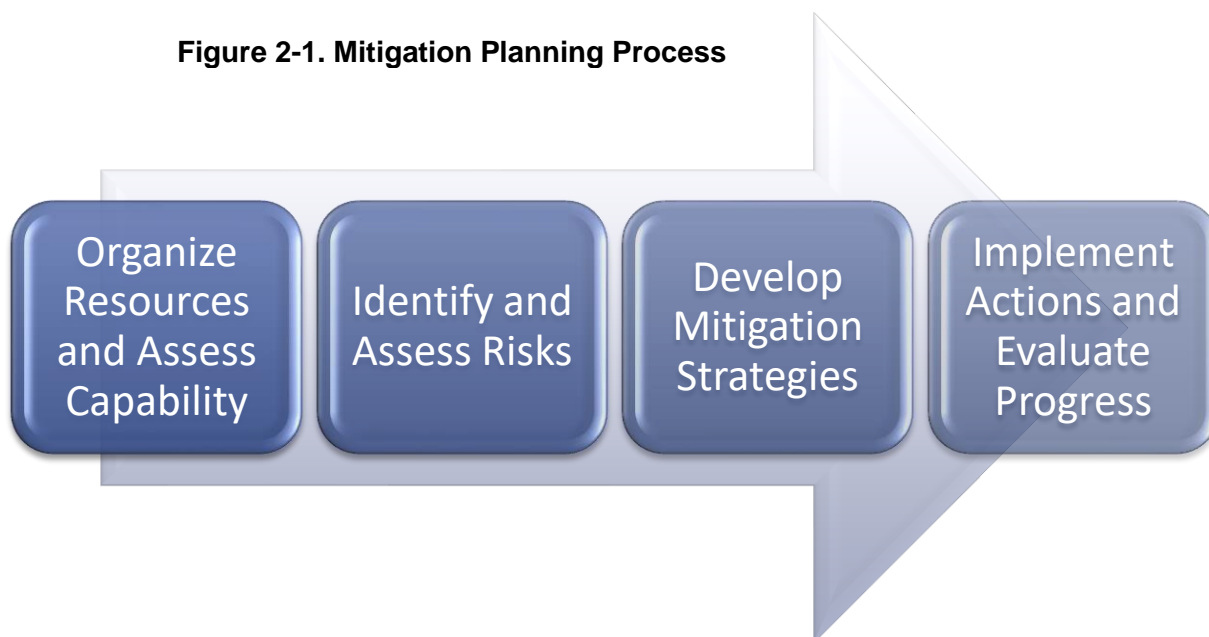 Figure 2-1. Mitigation Planning Process
Organize
Resources
and Assess
Capability
Identify and
Assess Risks
Develop
Mitigation
Strategies
Implement
Actions and
Evaluate
Progress